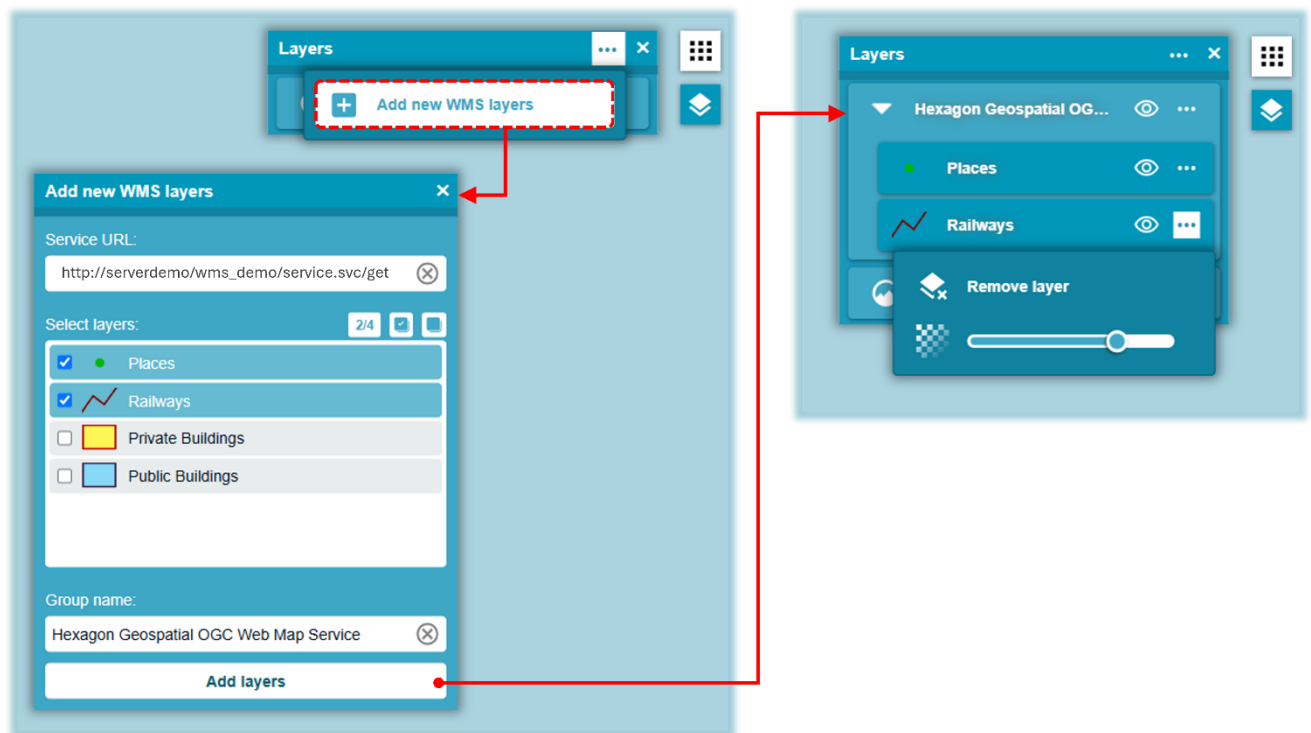 Layers
Add new WMS layers
Add new WMS layers
Service URL:
http://serverdemo/wms_demo/service.svc/get
Select layers:
2/4
Places
Railways
Private Buildings
Public Buildings
Group name:
Hexagon Geospatial OGC Web Map Service
Add layers
Layers
Hexagon Geospatial OG...
Places
Railways
Remove layer